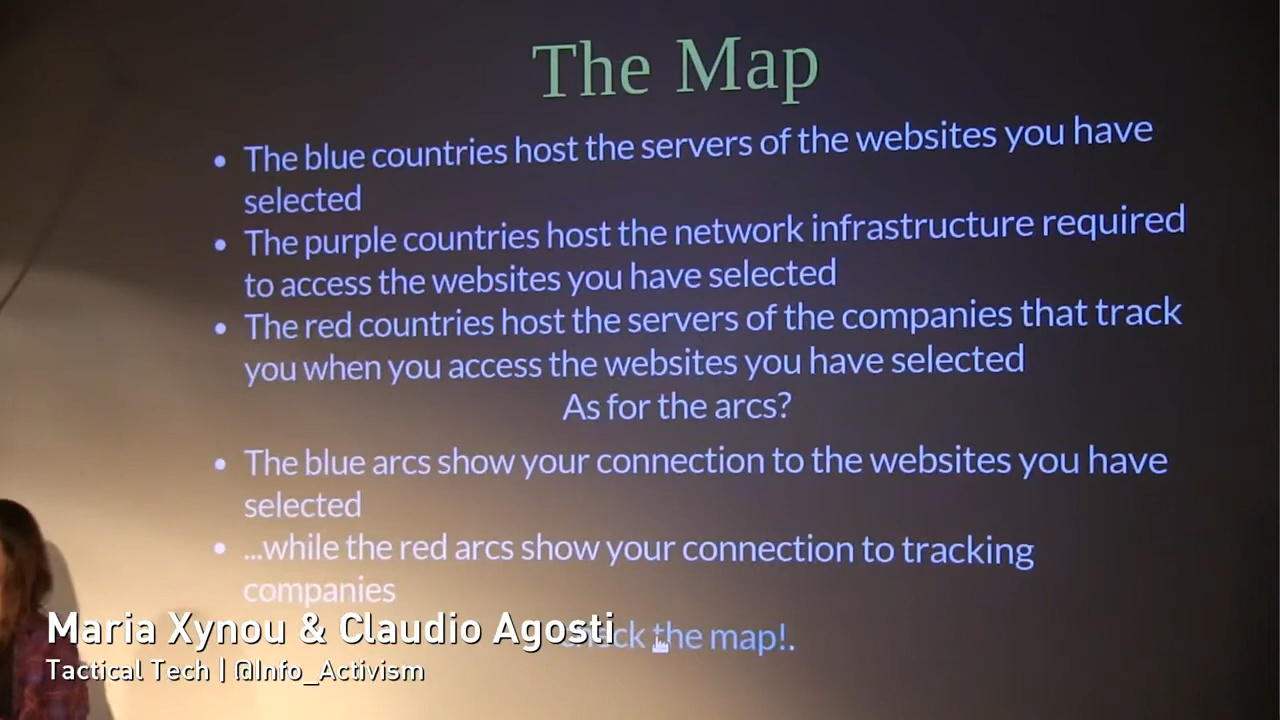 The Map
• The blue countries host the servers of the websites you have
selected
• The purple countries host the network infrastructure required
to access the websites you have selected
• The red countries host the servers of the companies that track
you when you access the websites you have selected
As for the arcs?
• The blue arcs show your connection to the websites you have
selected
• ...while the red arcs show your connection to tracking
companies
the map!.
Maria Xynou & Claudio Agosti
Tactical Tech | @Info_Activism